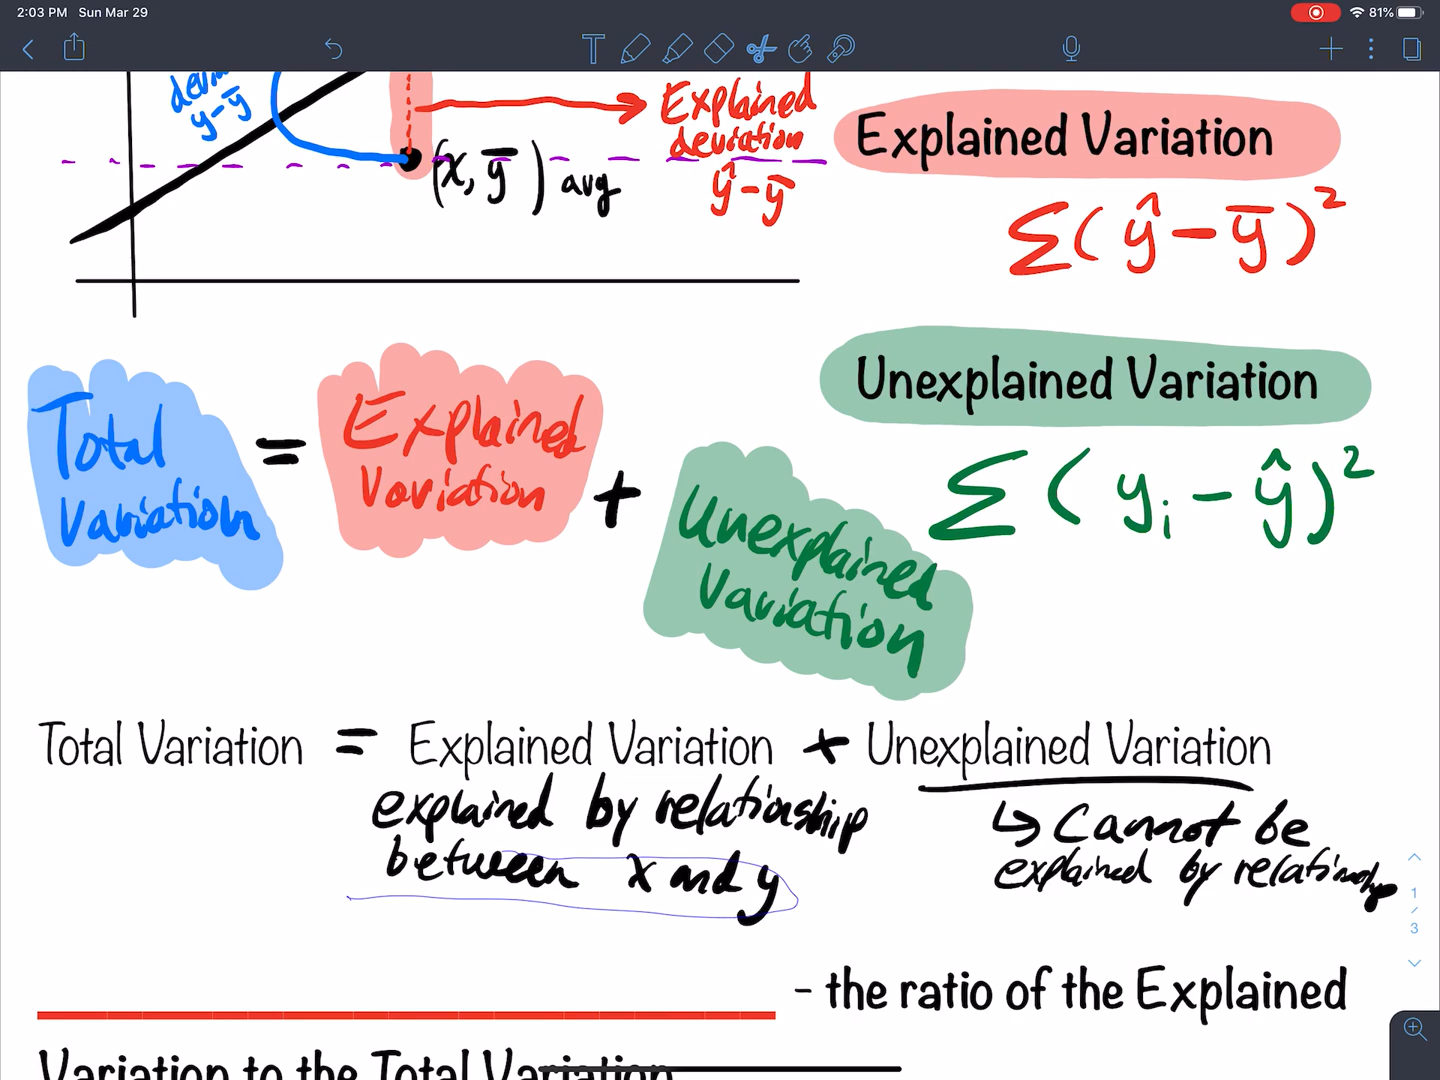 2:03 PM Sun Mar 29
81%
y-ȳ
Explained
deviation
ŷ-ȳ
(x, ȳ) avg
Explained Variation
Σ(ŷ-ȳ)²
Unexplained Variation
Σ(yᵢ-ŷ)²
Total
Variation
=
Explained
Variation
+
Unexplained
Variation
Total Variation = Explained Variation + Unexplained Variation
explained by relationship
between x and y
↳ Cannot be
explained by relationship
1
/
3
- the ratio of the Explained
Variation to the Total Variation